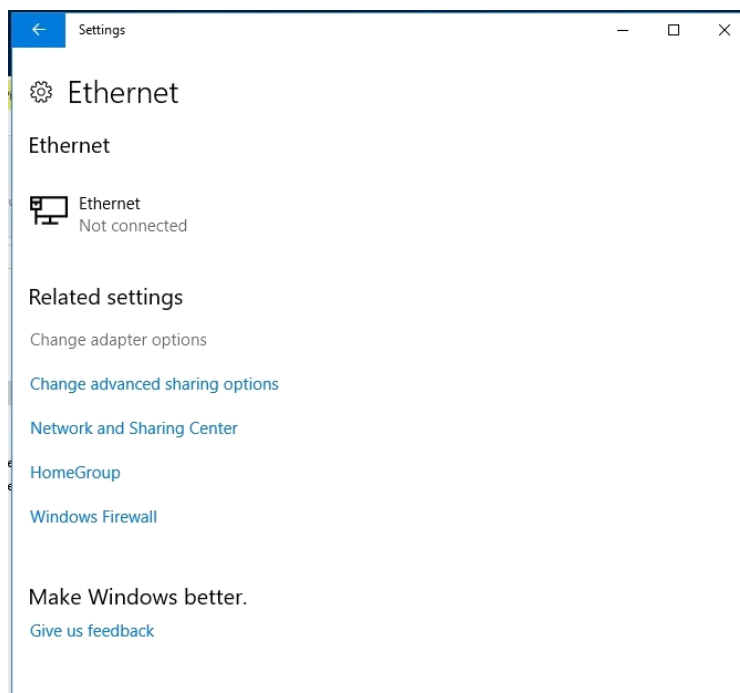 Settings
Ethernet
Ethernet
Ethernet
Not connected
Related settings
Change adapter options
Change advanced sharing options
Network and Sharing Center
HomeGroup
Windows Firewall
Make Windows better.
Give us feedback